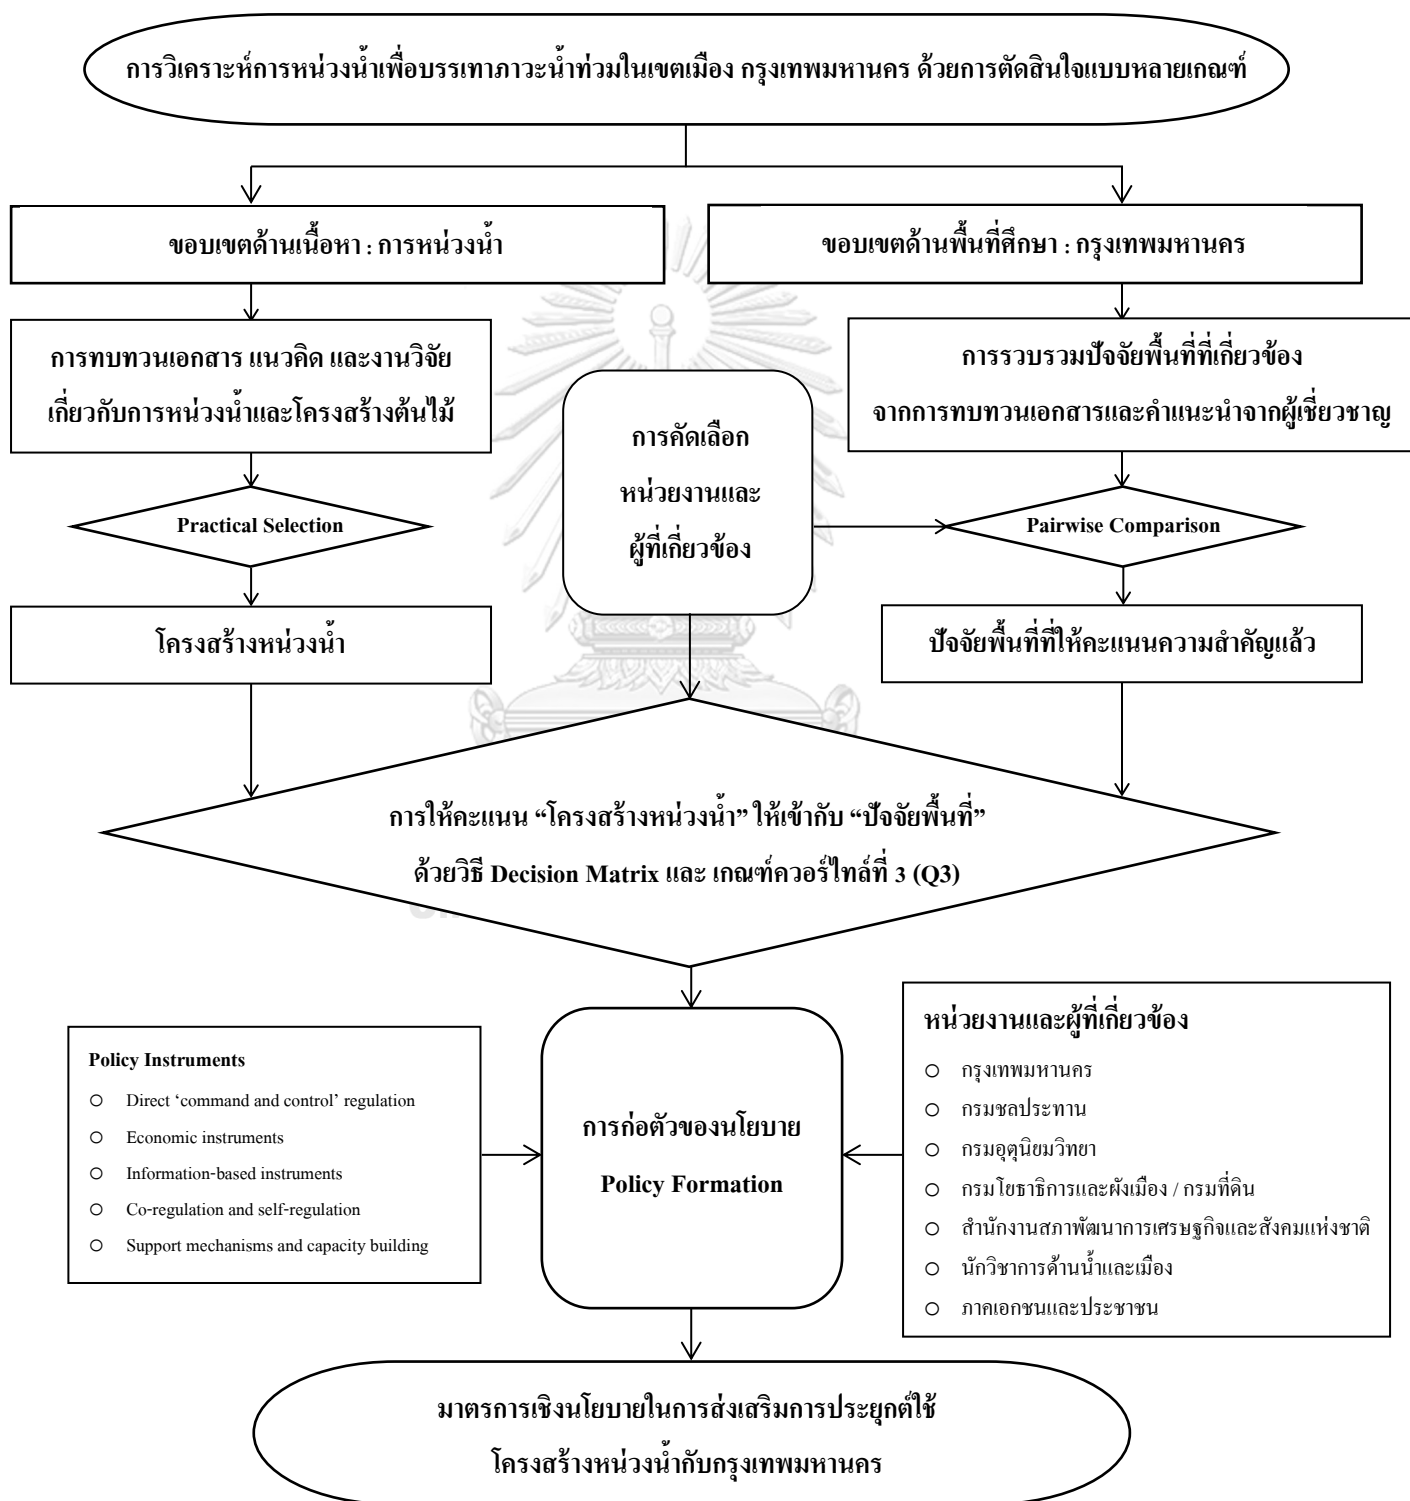 การวิเคราะห์การหน่วงน้ำเพื่อบรรเทาภาวะน้ำท่วมในเขตเมือง กรุงเทพมหานคร ด้วยการตัดสินใจแบบหลายเกณฑ์
ขอบเขตด้านเนื้อหา : การหน่วงน้ำ
ขอบเขตด้านพื้นที่ศึกษา : กรุงเทพมหานคร
การทบทวนเอกสาร แนวคิด และงานวิจัย
เกี่ยวกับการหน่วงน้ำและโครงสร้างต้นไม้
การคัดเลือก
หน่วยงานและ
ผู้ที่เกี่ยวข้อง
การรวบรวมปัจจัยพื้นที่ที่เกี่ยวข้อง
จากการทบทวนเอกสารและคำแนะนำจากผู้เชี่ยวชาญ
Practical Selection
Pairwise Comparison
โครงสร้างหน่วงน้ำ
ปัจจัยพื้นที่ที่ให้คะแนนความสำคัญแล้ว
การให้คะแนน “โครงสร้างหน่วงน้ำ” ให้เข้ากับ “ปัจจัยพื้นที่”
ด้วยวิธี Decision Matrix และ เกณฑ์ควอร์ไทล์ที่ 3 (Q3)
Policy Instruments
Direct ‘command and control’ regulation
Economic instruments
Information-based instruments
Co-regulation and self-regulation
Support mechanisms and capacity building
การก่อตัวของนโยบาย
Policy Formation
หน่วยงานและผู้ที่เกี่ยวข้อง
กรุงเทพมหานคร
กรมชลประทาน
กรมอุตุนิยมวิทยา
กรมโยธาธิการและผังเมือง / กรมที่ดิน
สำนักงานสภาพัฒนาการเศรษฐกิจและสังคมแห่งชาติ
นักวิชาการด้านน้ำและเมือง
ภาคเอกชนและประชาชน
มาตรการเชิงนโยบายในการส่งเสริมการประยุกต์ใช้
โครงสร้างหน่วงน้ำกับกรุงเทพมหานคร